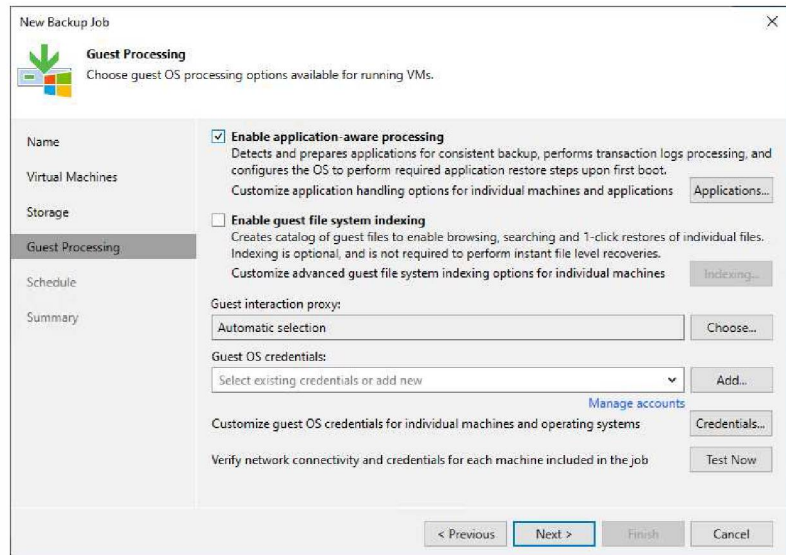 New Backup Job
Guest Processing
Choose guest OS processing options available for running VMs.
Name
Virtual Machines
Storage
Guest Processing
Schedule
Summary
Enable application-aware processing
Detects and prepares applications for consistent backup, performs transaction logs processing, and
configures the OS to perform required application restore steps upon first boot.
Customize application handling options for individual machines and applications
Applications...
Enable guest file system indexing
Creates catalog of guest files to enable browsing, searching and 1-click restores of individual files.
Indexing is optional, and is not required to perform instant file level recoveries.
Customize advanced guest file system indexing options for individual machines
Indexing...
Guest interaction proxy:
Automatic selection
Choose...
Guest OS credentials:
Select existing credentials or add new
Add...
Manage accounts
Customize guest OS credentials for individual machines and operating systems
Credentials...
Verify network connectivity and credentials for each machine included in the job
Test Now
< Previous
Next >
Finish
Cancel